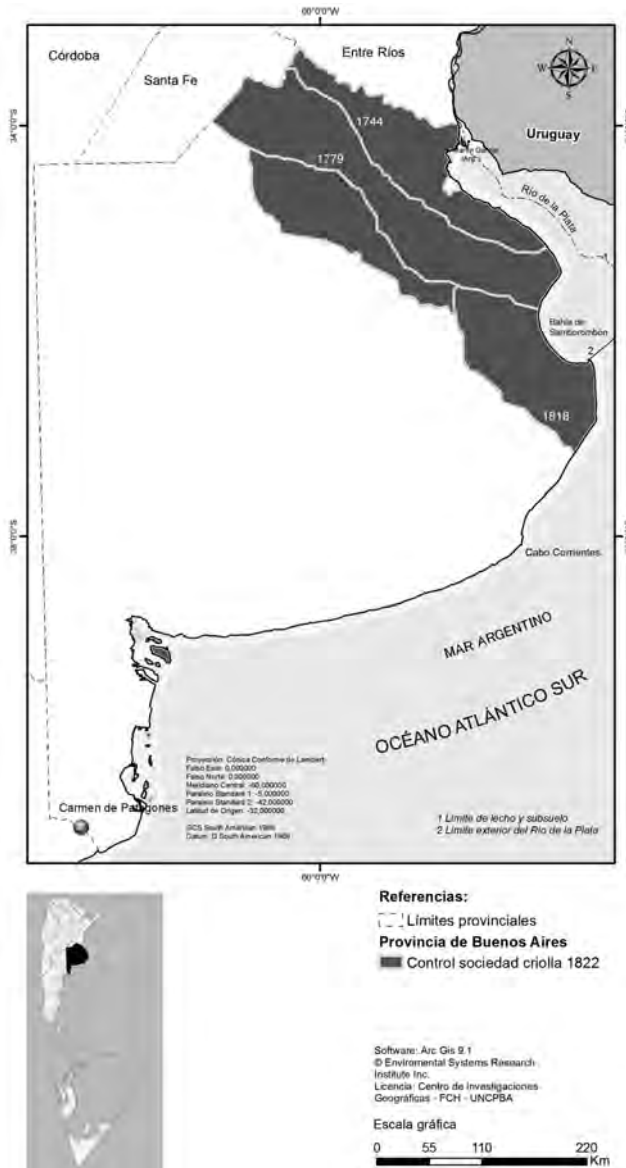 60°0'0"W
Córdoba
Santa Fe
Entre Ríos
N
W E
S
Uruguay
34°0'0"S
1744
1779
Río de la Plata
1
Bahía de
Samborombón
2
1818
Cabo Corrientes
MAR ARGENTINO
OCÉANO ATLÁNTICO SUR
Proyección: Cónica Conforme de Lambert
Falso Este: 0,000000
Falso Norte: 0,000000
Meridiano Central: -60,000000
Paralelo Standard 1: -5,000000
Paralelo Standard 2: -42,000000
Latitud de Origen: -32,000000
GCS South American 1969
Datum: D South American 1969
Carmen de Patagones
1 Límite de lecho y subsuelo
2 Límite exterior del Río de la Plata
60°0'0"W
Referencias:
Límites provinciales
Provincia de Buenos Aires
Control sociedad criolla 1822
Software: Arc Gis 9.1
© Enviromental Systems Research
Institute Inc.
Licencia: Centro de Investigaciones
Geográficas - FCH - UNCPBA
Escala gráfica
0 55 110 220
Km